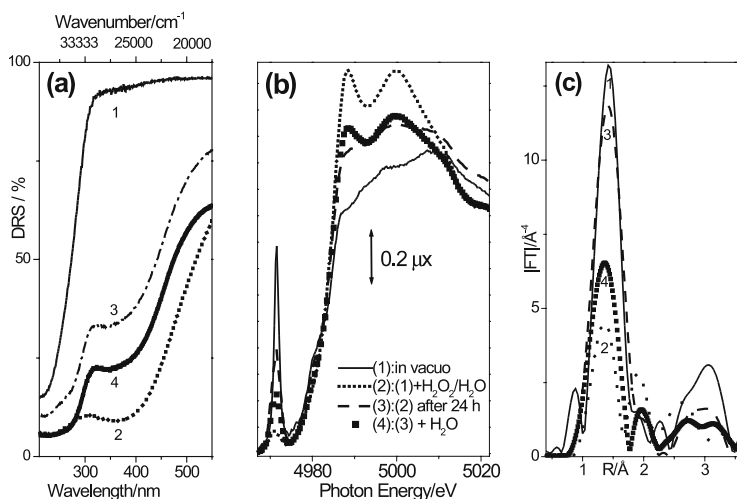 Wavenumber/cm⁻¹
33333 25000 20000
(a)
100
50
0
DRS / %
1
3
4
2
300 400 500
Wavelength/nm
(b)
0.2 μx
(1):in vacuo
(2):(1)+H₂O₂/H₂O
(3):(2) after 24 h
(4):(3) + H₂O
4980 5000 5020
Photon Energy/eV
(c)
|FT|/Å⁻⁴
10
5
0
1
3
4
2
1 2 3
R/Å